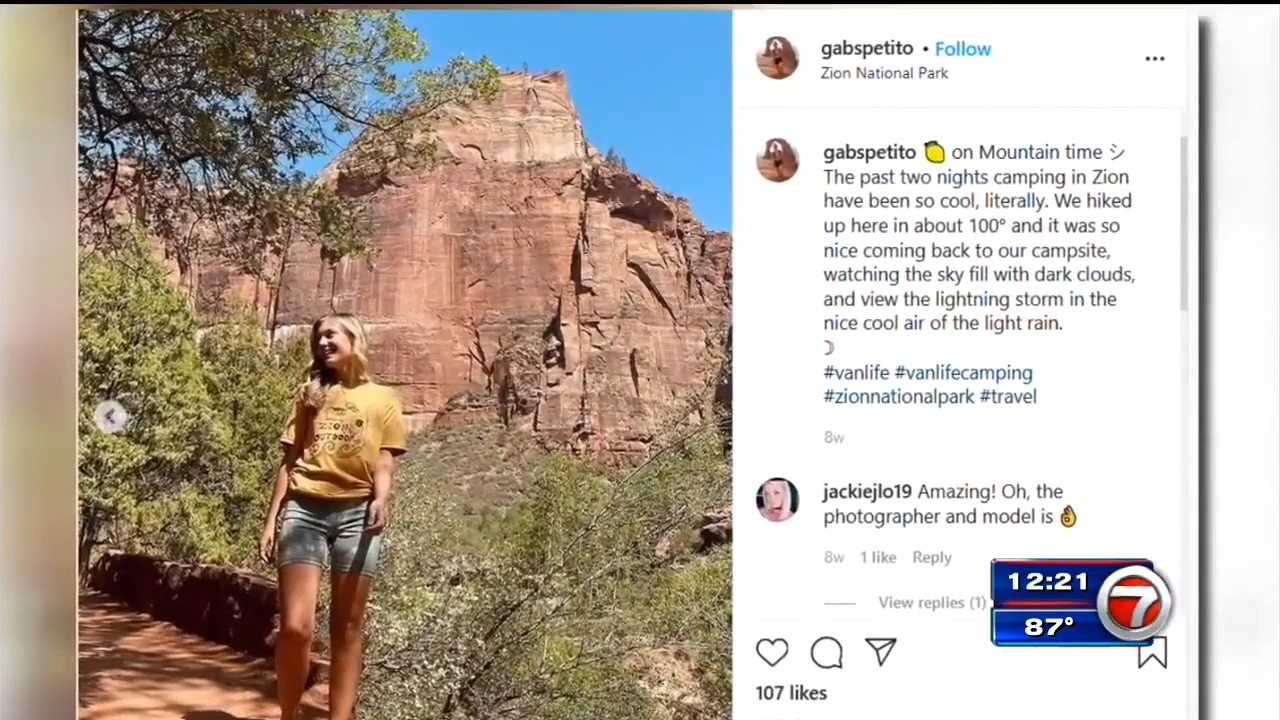 gabspetito • Follow
Zion National Park
gabspetito 🍋 on Mountain time シ
The past two nights camping in Zion
have been so cool, literally. We hiked
up here in about 100° and it was so
nice coming back to our campsite,
watching the sky fill with dark clouds,
and view the lightning storm in the
nice cool air of the light rain.
☽
#vanlife #vanlifecamping
#zionnationalpark #travel
8w
jackiejlo19 Amazing! Oh, the
photographer and model is 👌
8w 1 like Reply
View replies (1)
107 likes
ZION
OUTDOOR
12:21
87°
7